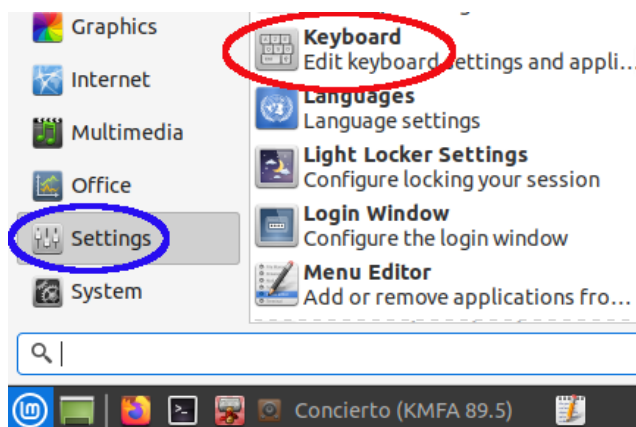 Graphics
Internet
Multimedia
Office
Settings
System
Keyboard
Edit keyboard settings and appli...
Languages
Language settings
Light Locker Settings
Configure locking your session
Login Window
Configure the login window
Menu Editor
Add or remove applications fro...
Concierto (KMFA 89.5)